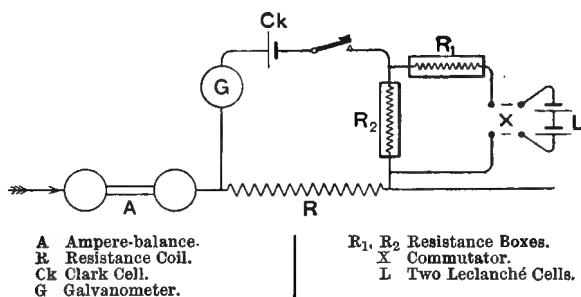 Ck
R₁
G
R₂
X
L
A
R
A Ampere-balance.
R Resistance Coil.
Ck Clark Cell.
G Galvanometer.
R₁, R₂ Resistance Boxes.
X Commutator.
L Two Leclanché Cells.